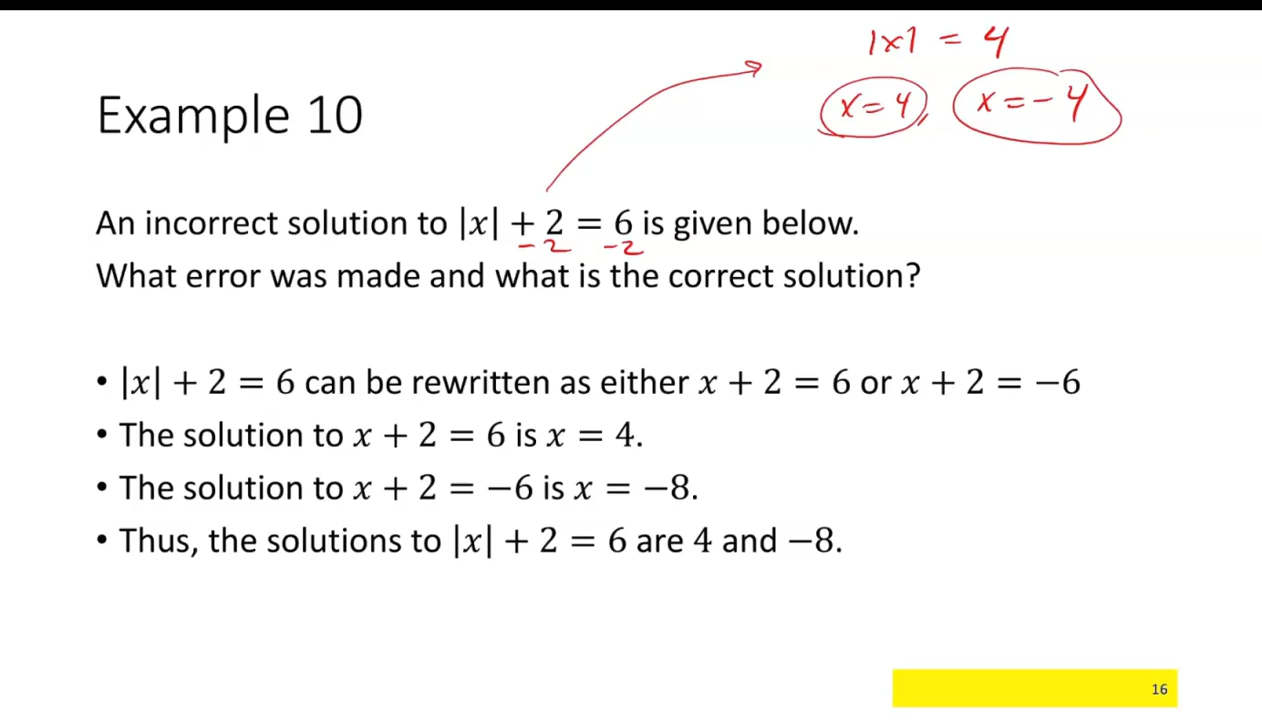 |x| = 4
x = 4, x = -4
Example 10
An incorrect solution to |x| + 2 = 6 is given below.
-2 -2
What error was made and what is the correct solution?
• |x| + 2 = 6 can be rewritten as either x + 2 = 6 or x + 2 = −6
• The solution to x + 2 = 6 is x = 4.
• The solution to x + 2 = −6 is x = −8.
• Thus, the solutions to |x| + 2 = 6 are 4 and −8.
16